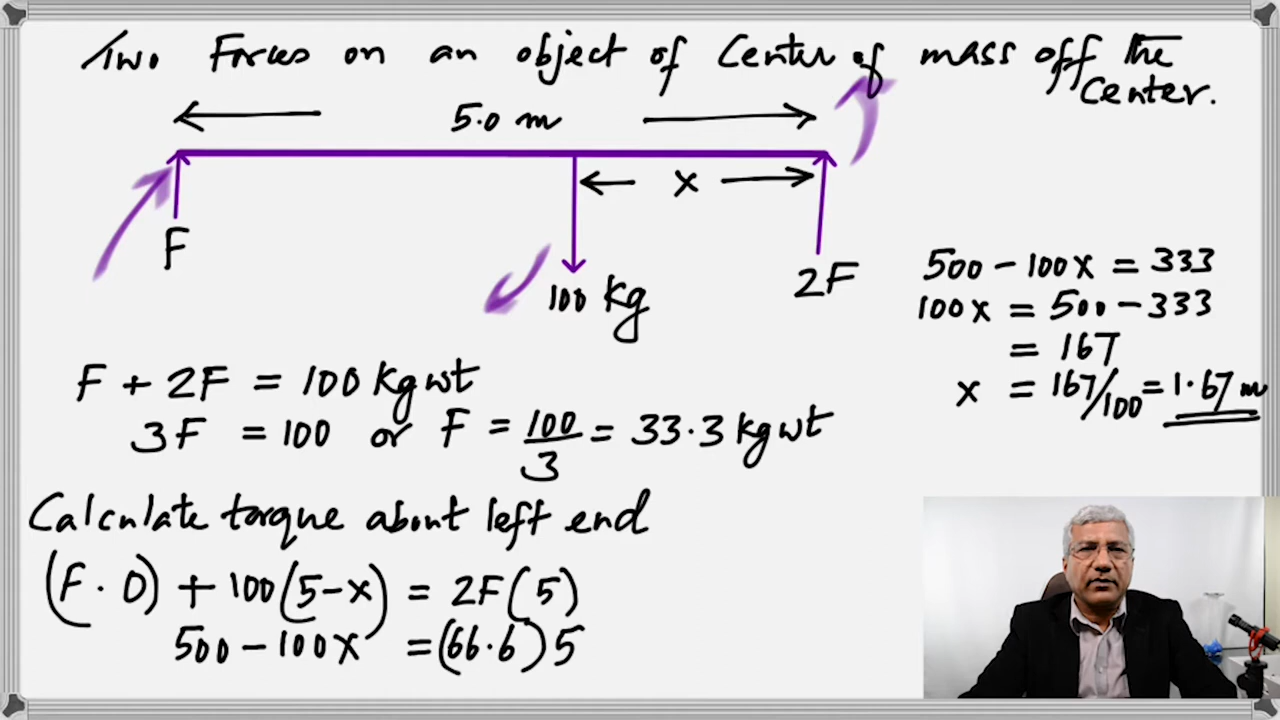 Two Forces on an object of Center of mass off the
Center.
5.0 m
x
F
2F
100 Kg
F + 2F = 100 Kgwt
3F = 100 or F = 100/3 = 33.3 kgwt
Calculate torque about left end
(F · 0) + 100(5-x) = 2F(5)
500 - 100x = (66.6)5
500 - 100x = 333
100x = 500 - 333
= 167
x = 167/100 = 1.67 m